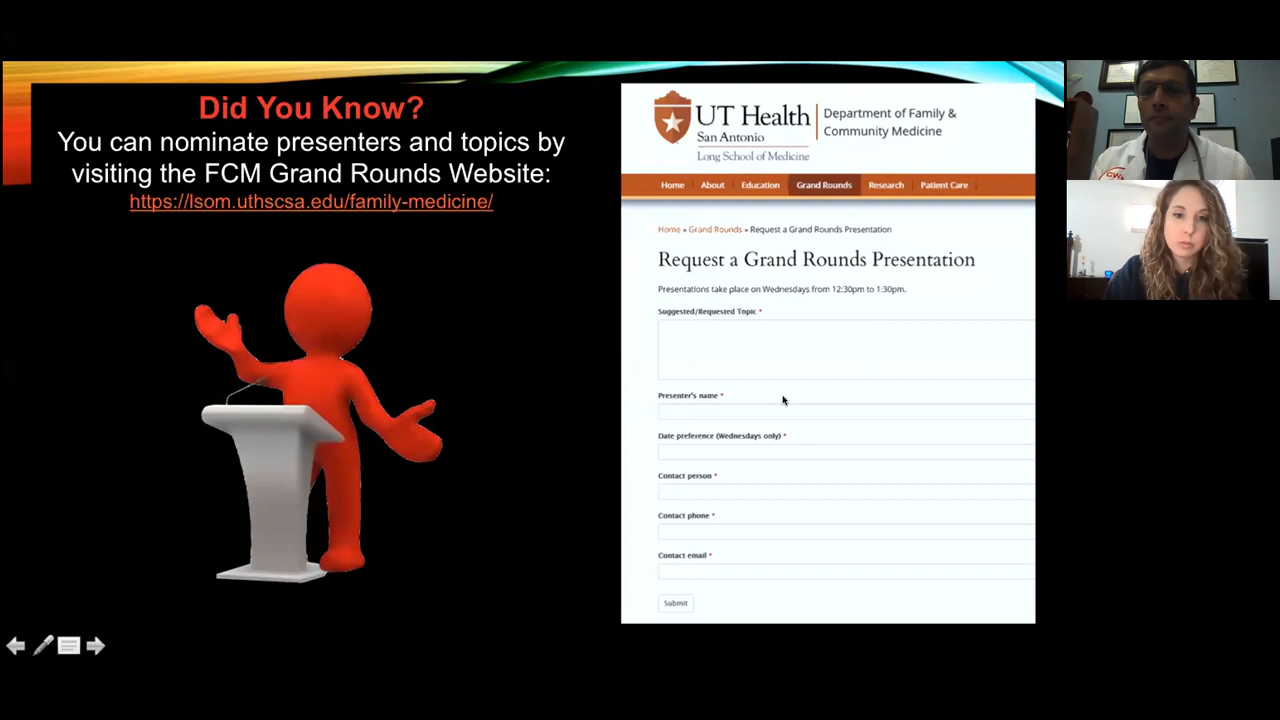 Did You Know?
You can nominate presenters and topics by
visiting the FCM Grand Rounds Website:
https://lsom.uthscsa.edu/family-medicine/
UT Health
San Antonio
Long School of Medicine
Department of Family &
Community Medicine
Home About Education Grand Rounds Research Patient Care
Home » Grand Rounds » Request a Grand Rounds Presentation
Request a Grand Rounds Presentation
Presentations take place on Wednesdays from 12:30pm to 1:30pm.
Suggested/Requested Topic *
Presenter's name *
Date preference (Wednesdays only) *
Contact person *
Contact phone *
Contact email *
Submit